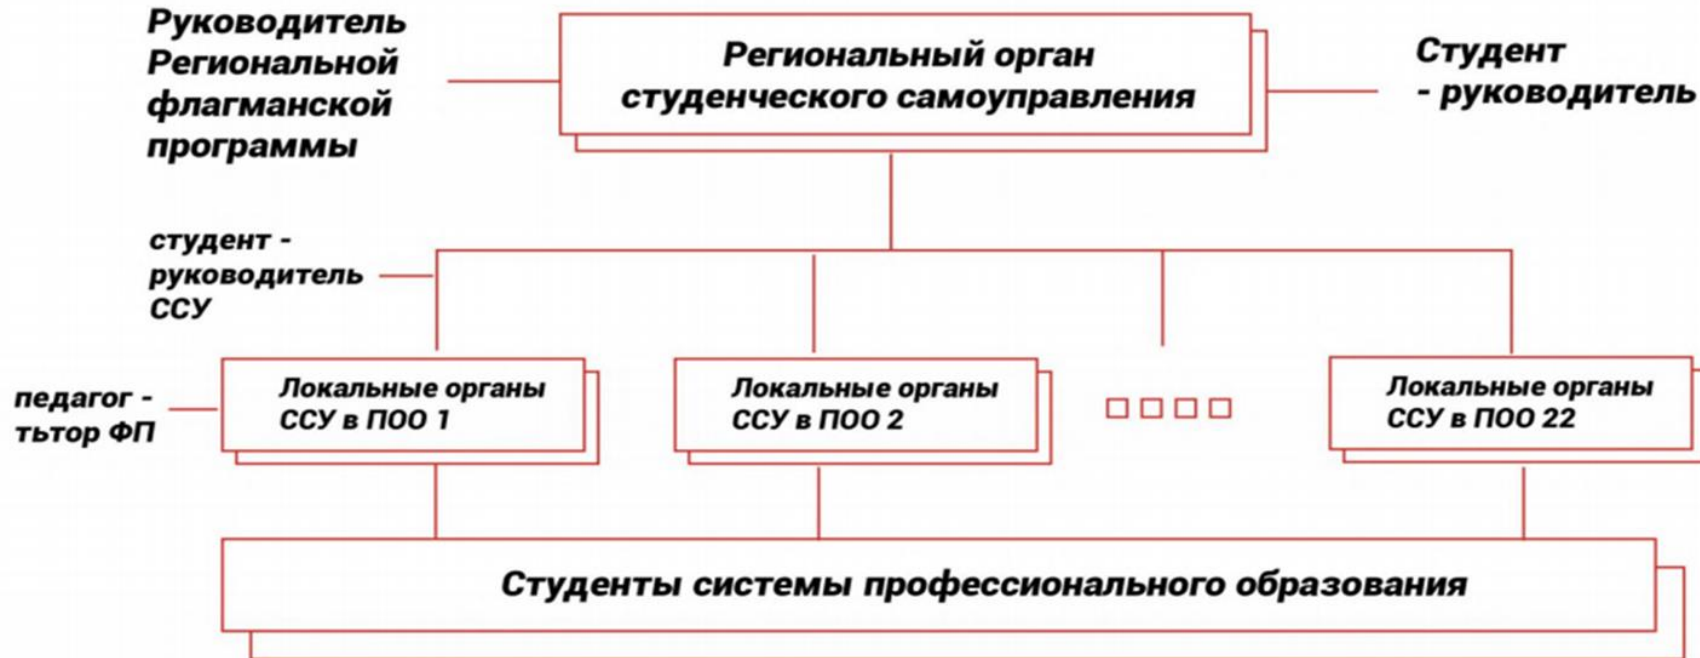 Руководитель
Региональной
флагманской
программы
Региональный орган
студенческого самоуправления
Студент
- руководитель
студент -
руководитель
ССУ
педагог -
тьтор ФП
Локальные органы
ССУ в ПОО 1
Локальные органы
ССУ в ПОО 2
Локальные органы
ССУ в ПОО 22
Студенты системы профессионального образования